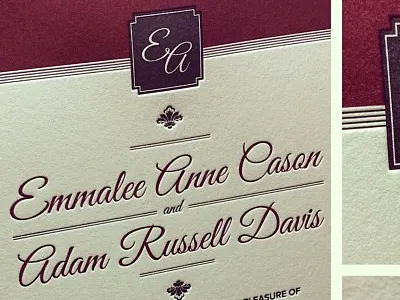 EA
Emmalee Anne Cason
and
Adam Russell Davis
PLEASURE OF